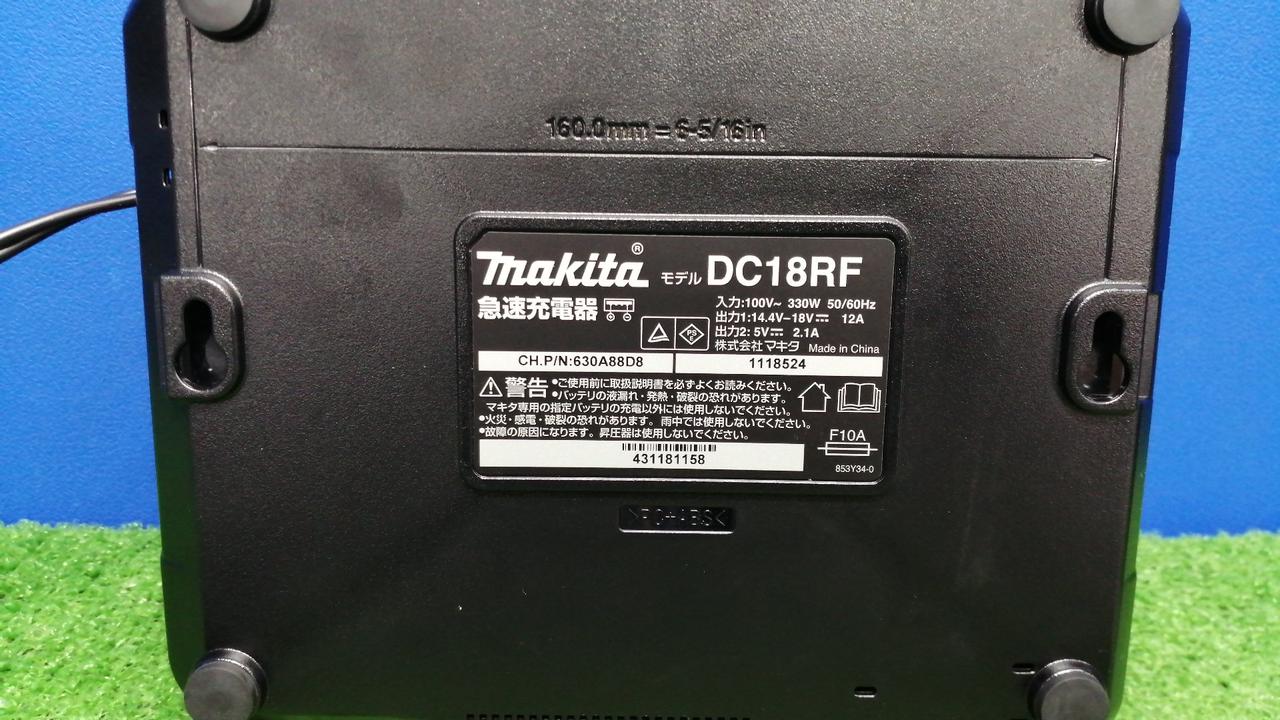 160.0mm = 6-5/16in
makita® モデル DC18RF
急速充電器
入力:100V~ 330W 50/60Hz
出力1:14.4V–18V⎓ 12A
出力2: 5V⎓ 2.1A
株式会社マキタ Made in China
PS
E
CH.P/N:630A88D8
1118524
警告
•ご使用前に取扱説明書を必ずよくお読みください。
•バッテリの液漏れ・発熱・破裂の恐れがあります。
マキタ専用の指定バッテリの充電以外には使用しないでください。
•火災・感電・破裂の恐れがあります。雨中では使用しないでください。
•故障の原因になります。昇圧器は使用しないでください。
F10A
431181158
853Y34-0
>PC+ABS<